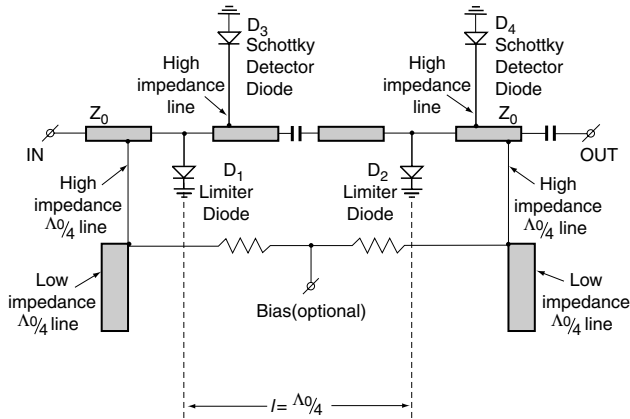 D3
Schottky
Detector
Diode
D4
Schottky
Detector
Diode
High
impedance
line
High
impedance
line
Z0
Z0
IN
OUT
D1
Limiter
Diode
D2
Limiter
Diode
High
impedance
Λ0/4 line
High
impedance
Λ0/4 line
Low
impedance
Λ0/4 line
Low
impedance
Λ0/4 line
Bias(optional)
l= Λ0/4